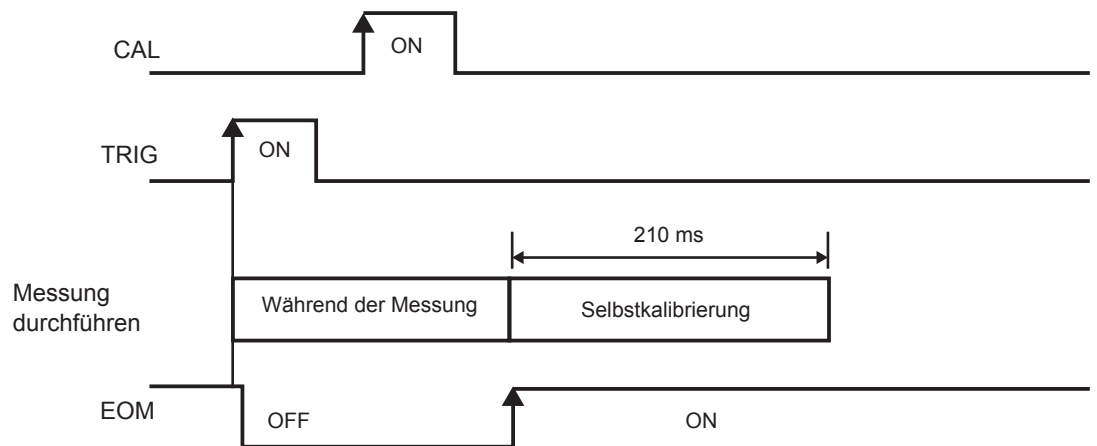 CAL
ON
TRIG
ON
210 ms
Messung
durchführen
Während der Messung
Selbstkalibrierung
EOM
OFF
ON